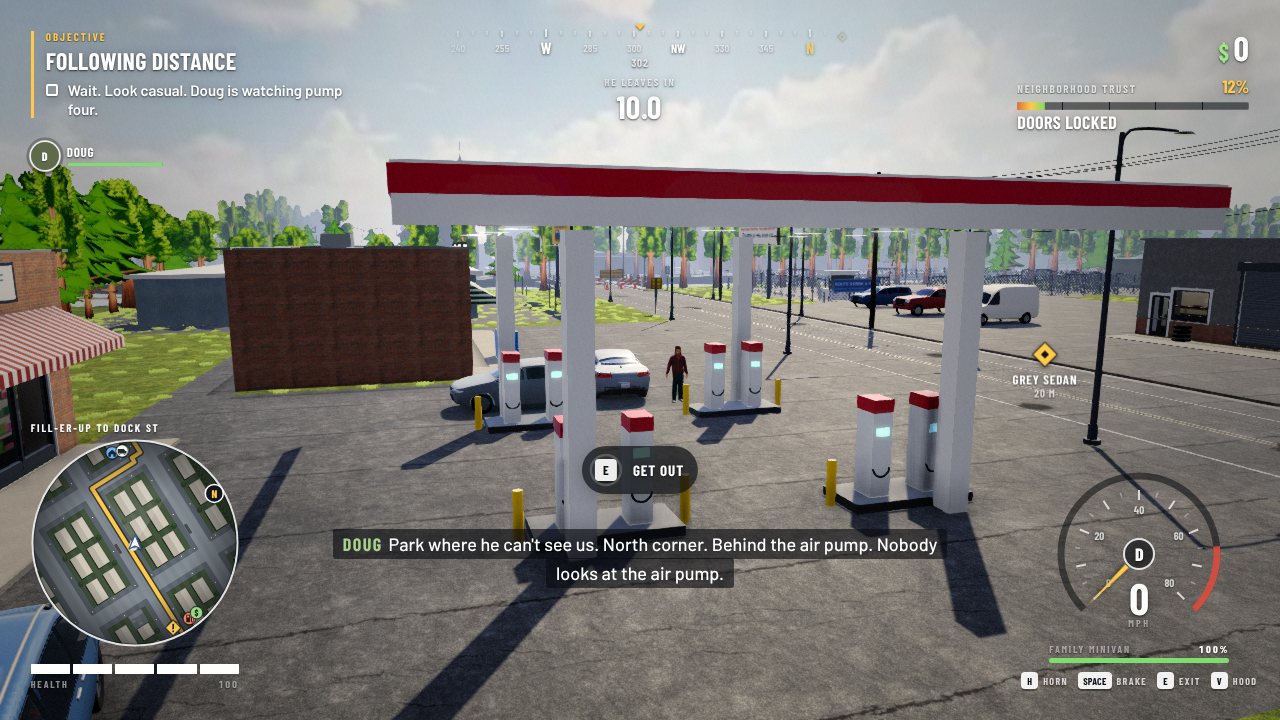 OBJECTIVE
FOLLOWING DISTANCE
Wait. Look casual. Doug is watching pump
four.
D
DOUG
240 255 W 285 300 NW 330 345 N
302
HE LEAVES IN
10.0
$ 0
NEIGHBORHOOD TRUST 12%
DOORS LOCKED
GREY SEDAN
20 M
E GET OUT
DOUG Park where he can't see us. North corner. Behind the air pump. Nobody
looks at the air pump.
FILL-ER-UP TO DOCK ST
N
$
!
HEALTH 100
0 20 40 60 80
D
0
MPH
FAMILY MINIVAN 100%
H HORN SPACE BRAKE E EXIT V HOOD